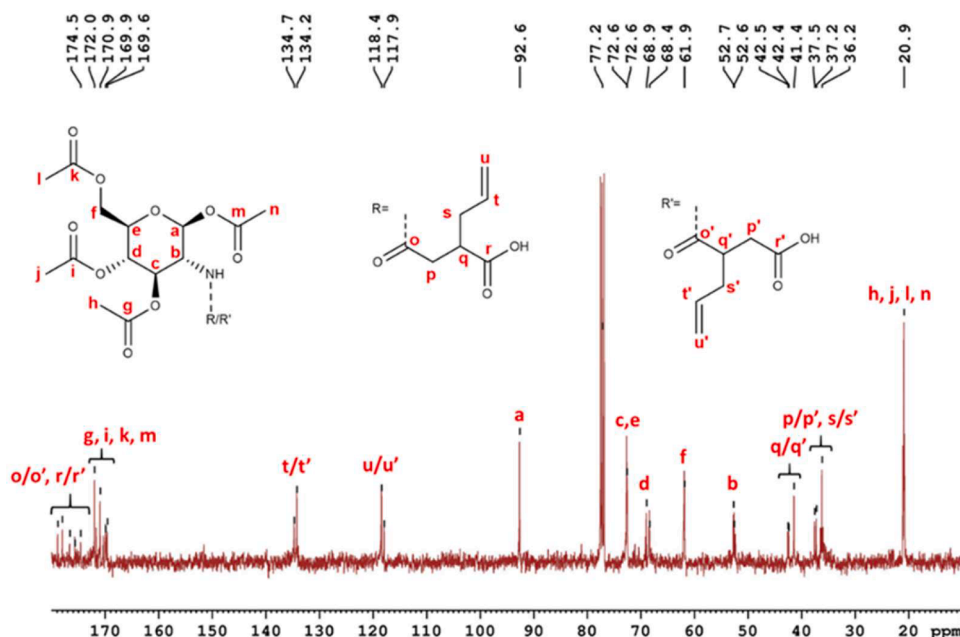 174.5
172.0
170.9
169.9
169.6
134.7
134.2
118.4
117.9
92.6
77.2
72.6
72.6
68.9
68.4
61.9
52.7
52.6
42.5
42.4
41.4
37.5
37.2
36.2
20.9
O
l
k
O
f
e
O
a
O
m
n
d
b
O
j
i
O
c
NH
O
h
g
O
O
R/R'
R=
O
o
p
q
s
t
u
r
OH
O
R'=
O
o'
q'
p'
r'
OH
O
s'
t'
u'
h, j, l, n
a
g, i, k, m
o/o', r/r'
t/t'
u/u'
c,e
d
f
b
q/q'
p/p', s/s'
170 160 150 140 130 120 110 100 90 80 70 60 50 40 30 20 ppm